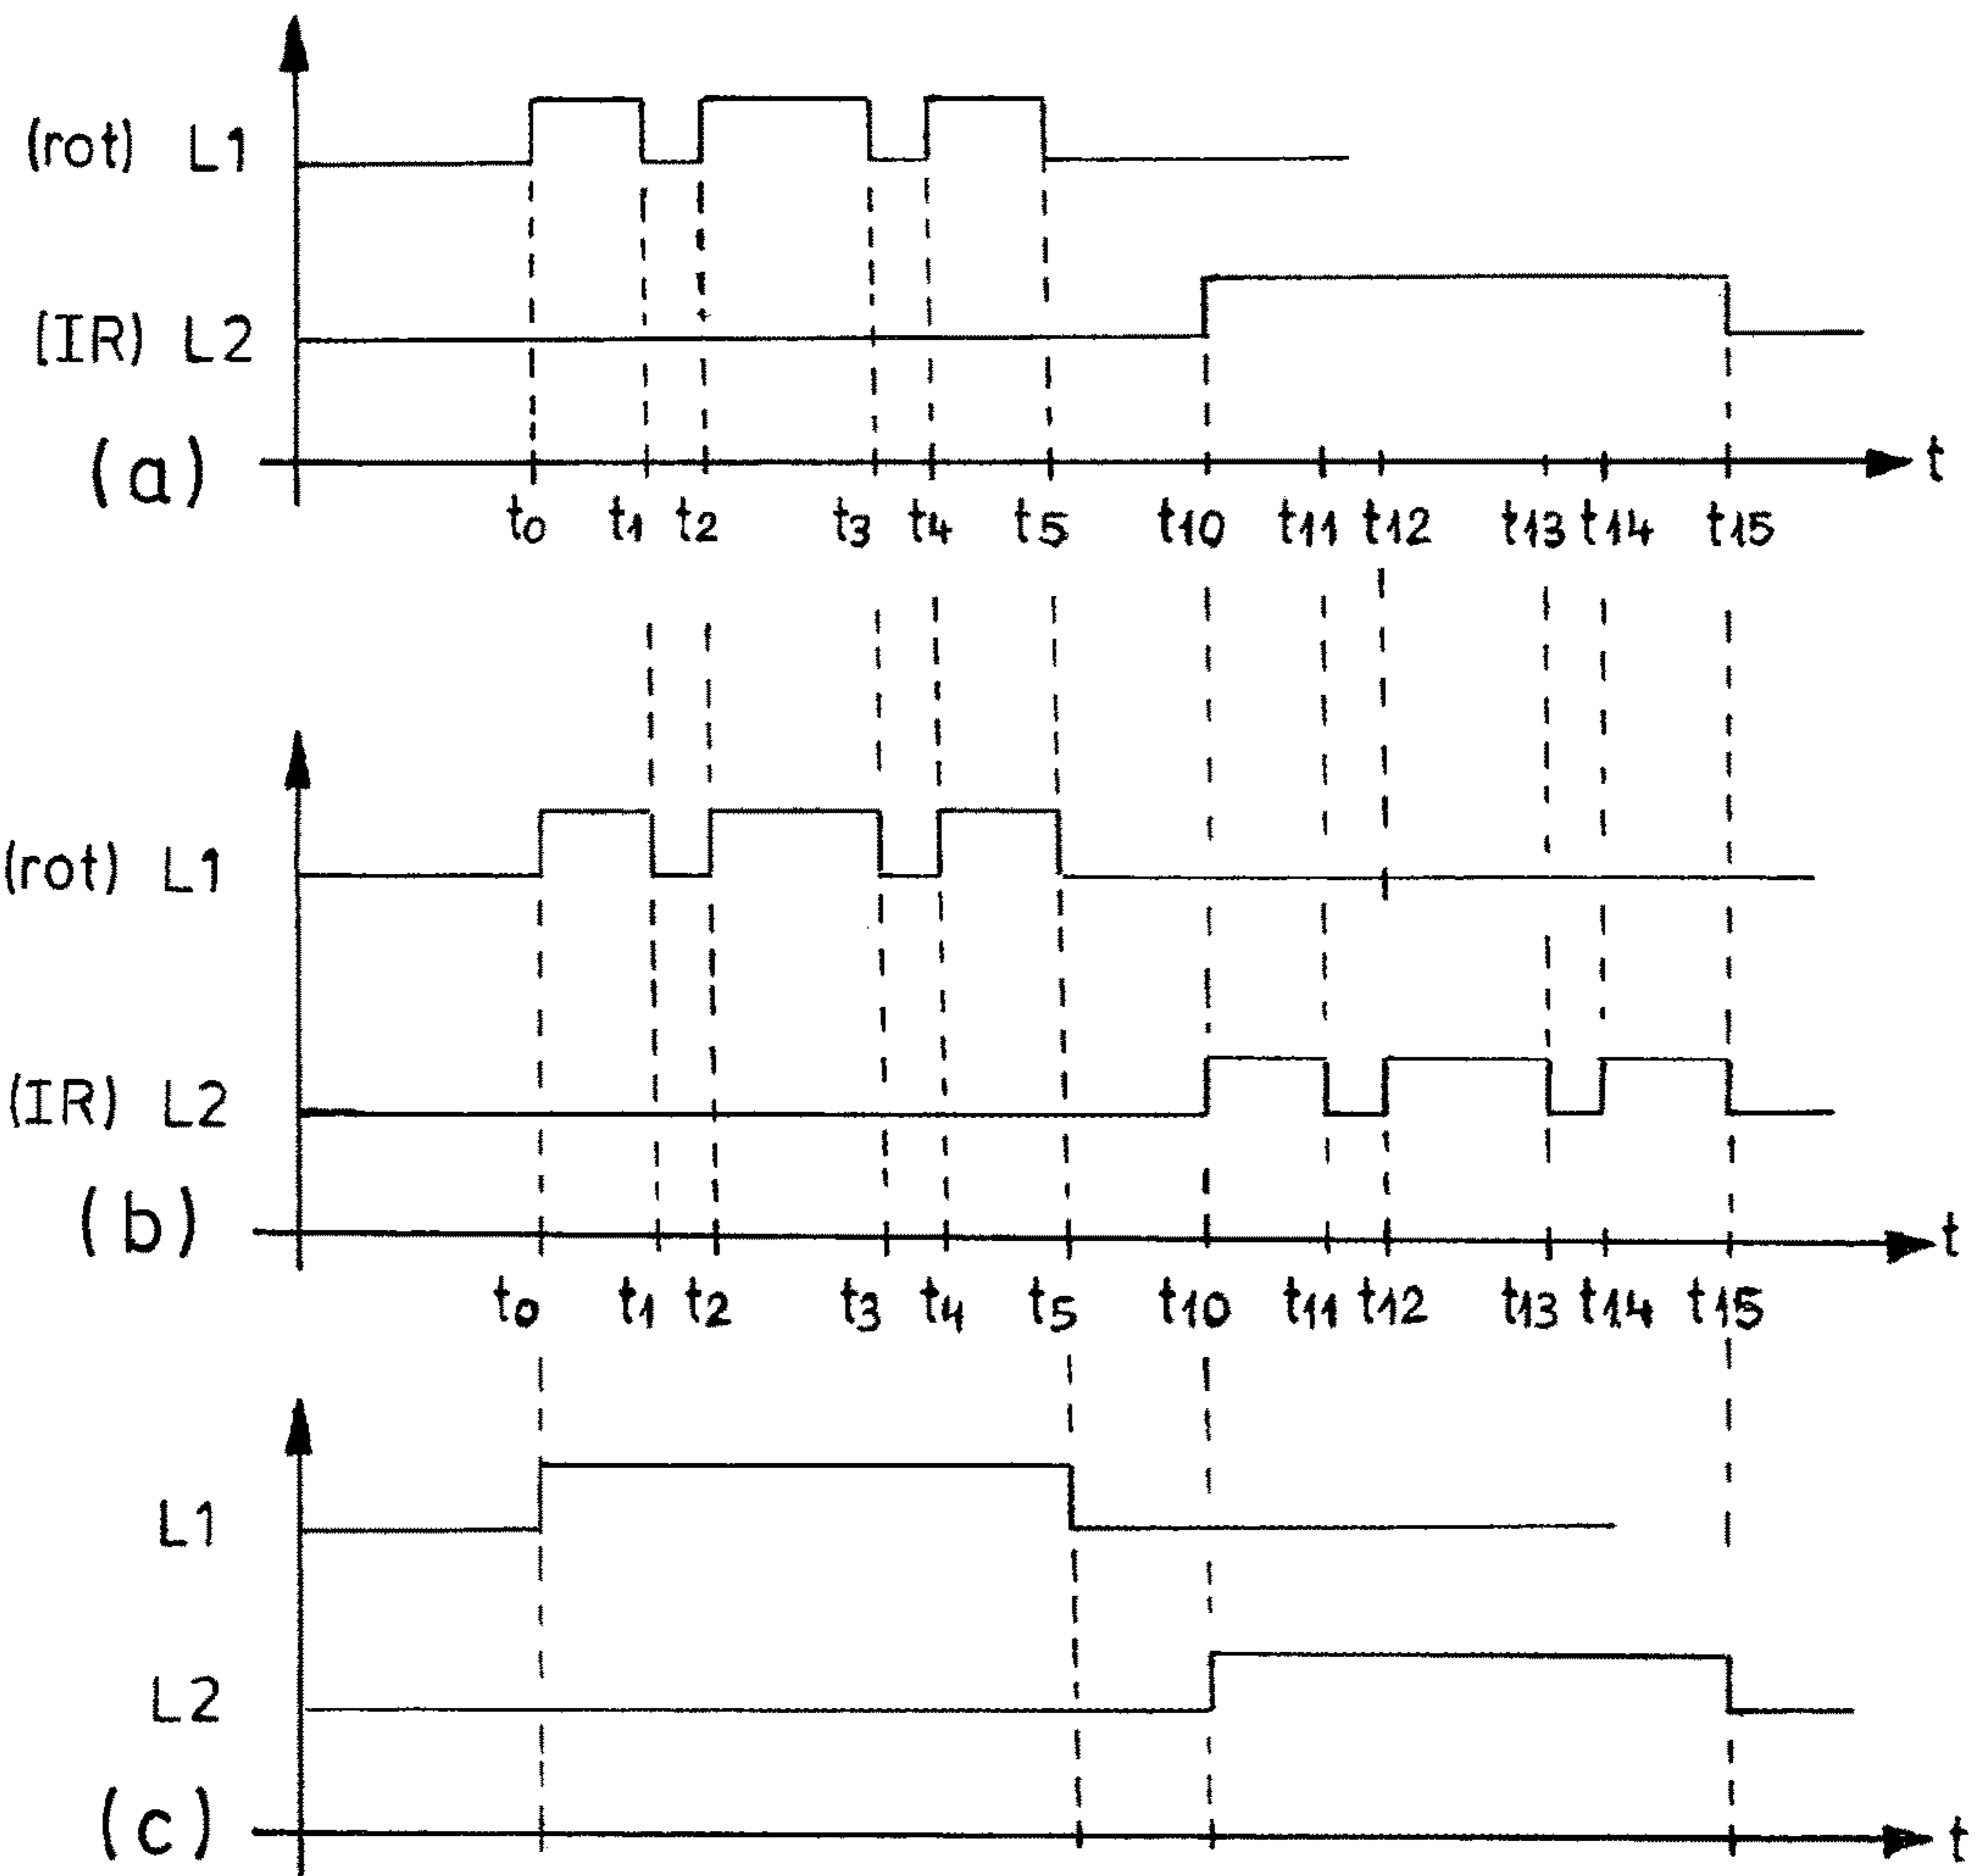 (rot) L1
(IR) L2
(a)
t
t0 t1 t2 t3 t4 t5 t10 t11 t12 t13 t14 t15
(rot) L1
(IR) L2
(b)
t
t0 t1 t2 t3 t4 t5 t10 t11 t12 t13 t14 t15
L1
L2
(c)
t